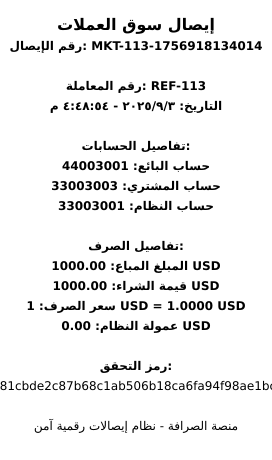 إيصال سوق العملات
رقم الإيصال: MKT-113-1756918134014
رقم المعاملة: REF-113
التاريخ: ٢٠٢٥/٩/٣ - ٤:٤٨:٥٤ م
تفاصيل الحسابات:
حساب البائع: 44003001
حساب المشتري: 33003003
حساب النظام: 33003001
تفاصيل الصرف:
المبلغ المباع: 1000.00 USD
قيمة الشراء: 1000.00 USD
سعر الصرف: 1 USD = 1.0000 USD
عمولة النظام: 0.00 USD
رمز التحقق:
81cbde2c87b68c1ab506b18ca6fa94f98ae1b
منصة الصرافة - نظام إيصالات رقمية آمن